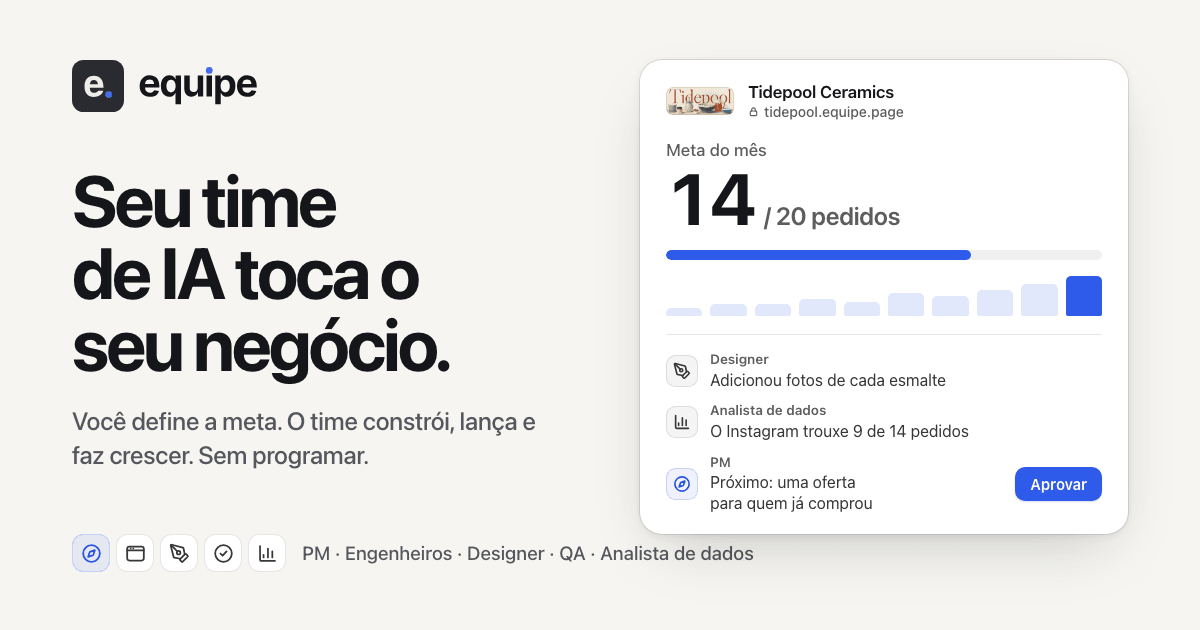 e.
equipe
Seu time
de IA toca o
seu negócio.
Você define a meta. O time constrói, lança e
faz crescer. Sem programar.
PM · Engenheiros · Designer · QA · Analista de dados
Tidepool
Tidepool Ceramics
tidepool.equipe.page
Meta do mês
14 / 20 pedidos
Designer
Adicionou fotos de cada esmalte
Analista de dados
O Instagram trouxe 9 de 14 pedidos
PM
Próximo: uma oferta
para quem já comprou
Aprovar